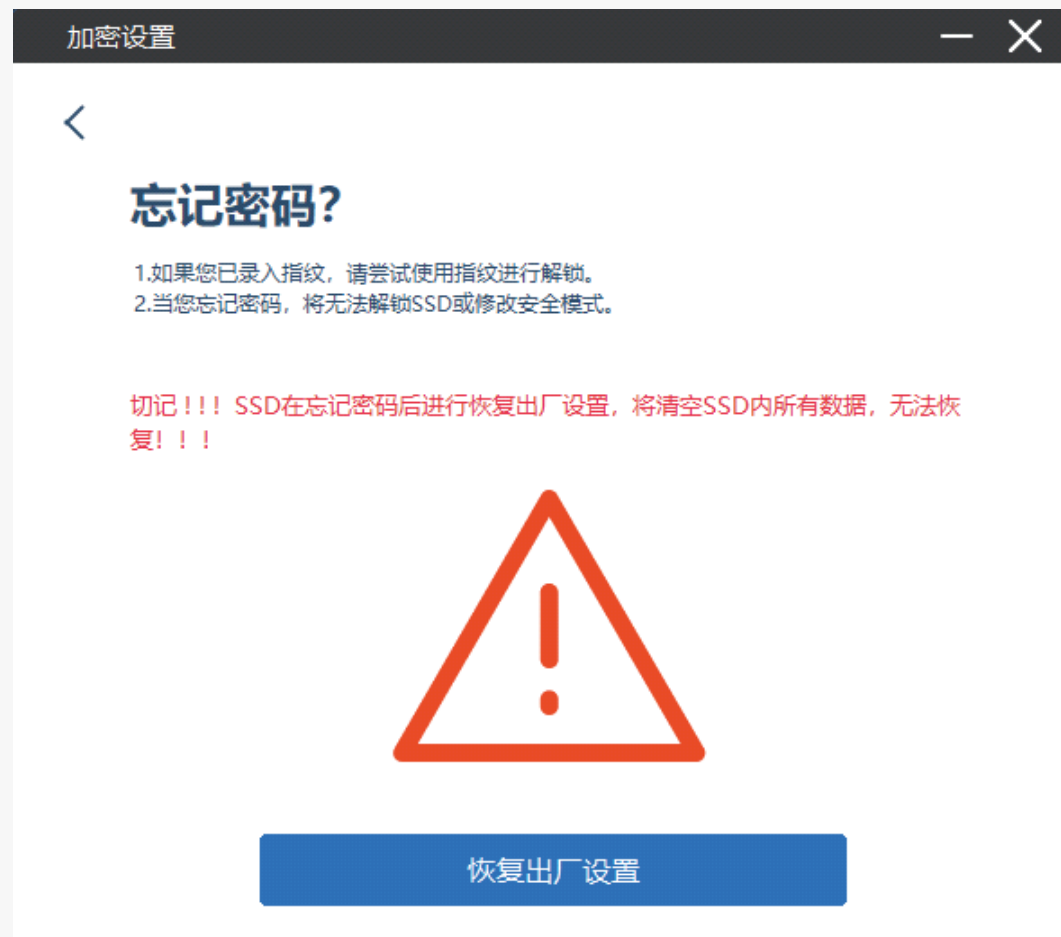 加密设置
忘记密码?
1.如果您已录入指纹，请尝试使用指纹进行解锁。
2.当您忘记密码，将无法解锁SSD或修改安全模式。
切记！！！SSD在忘记密码后进行恢复出厂设置，将清空SSD内所有数据，无法恢
复！！！
恢复出厂设置